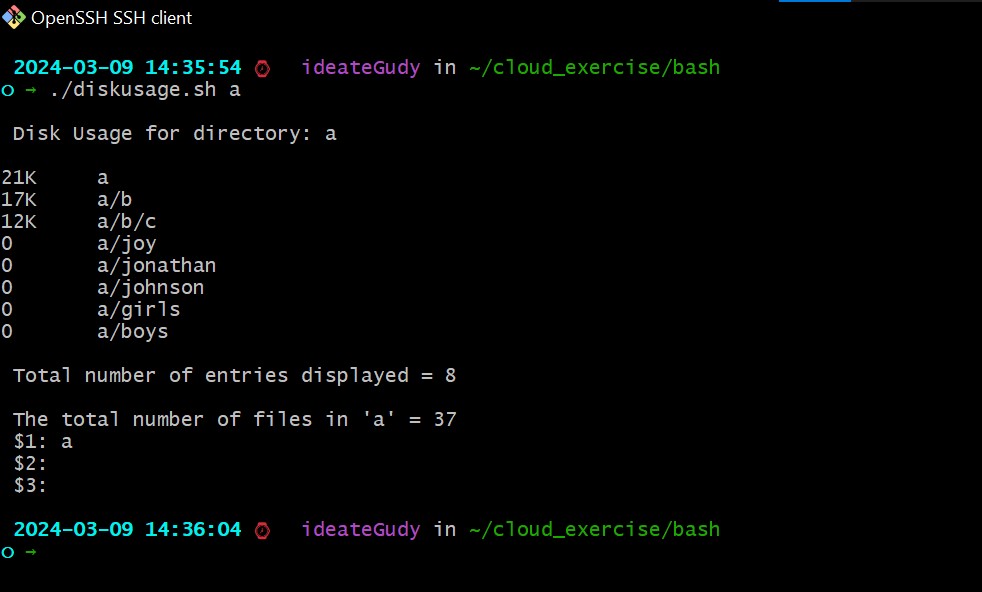 OpenSSH SSH client
2024-03-09 14:35:54 ideateGudy in ~/cloud_exercise/bash
o → ./diskusage.sh a
Disk Usage for directory: a
21K a
17K a/b
12K a/b/c
0 a/joy
0 a/jonathan
0 a/johnson
0 a/girls
0 a/boys
Total number of entries displayed = 8
The total number of files in 'a' = 37
$1: a
$2:
$3:
2024-03-09 14:36:04 ideateGudy in ~/cloud_exercise/bash
o →